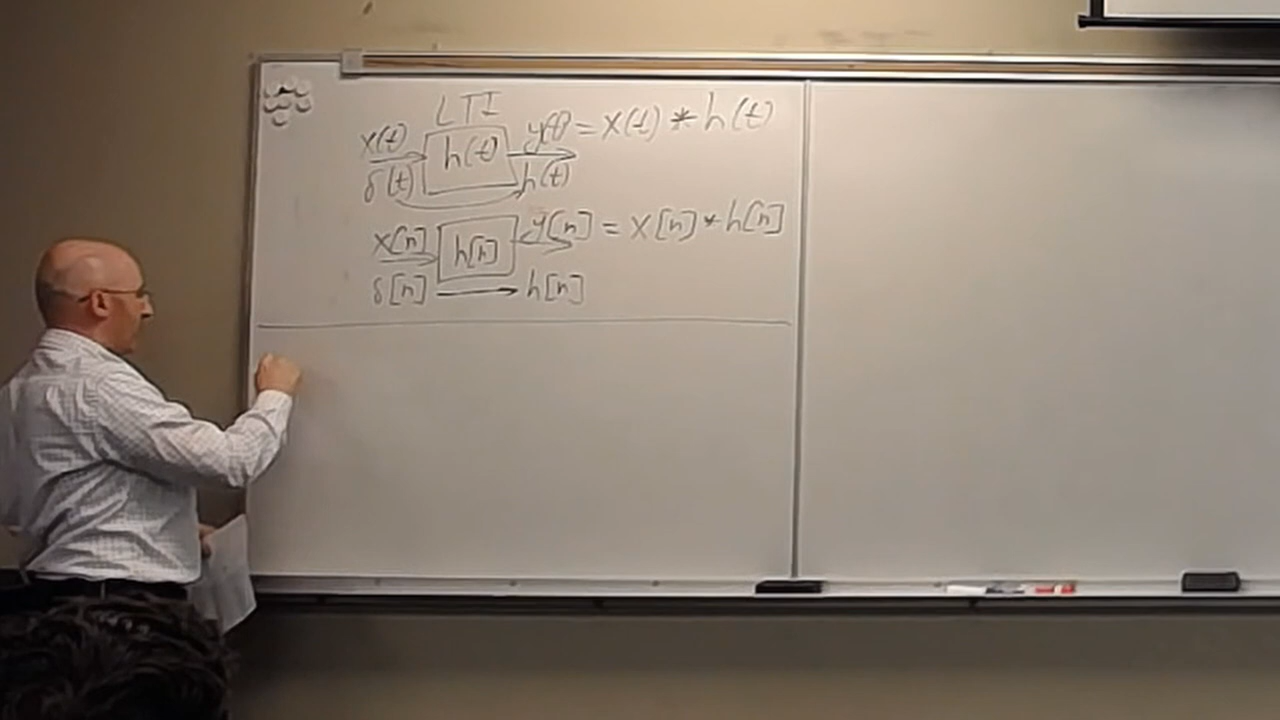 LTI
x(t) h(t) y(t) = x(t) * h(t)
δ(t) h(t)
x[n] h[n] y[n] = x[n] * h[n]
δ[n] ⟶ h[n]